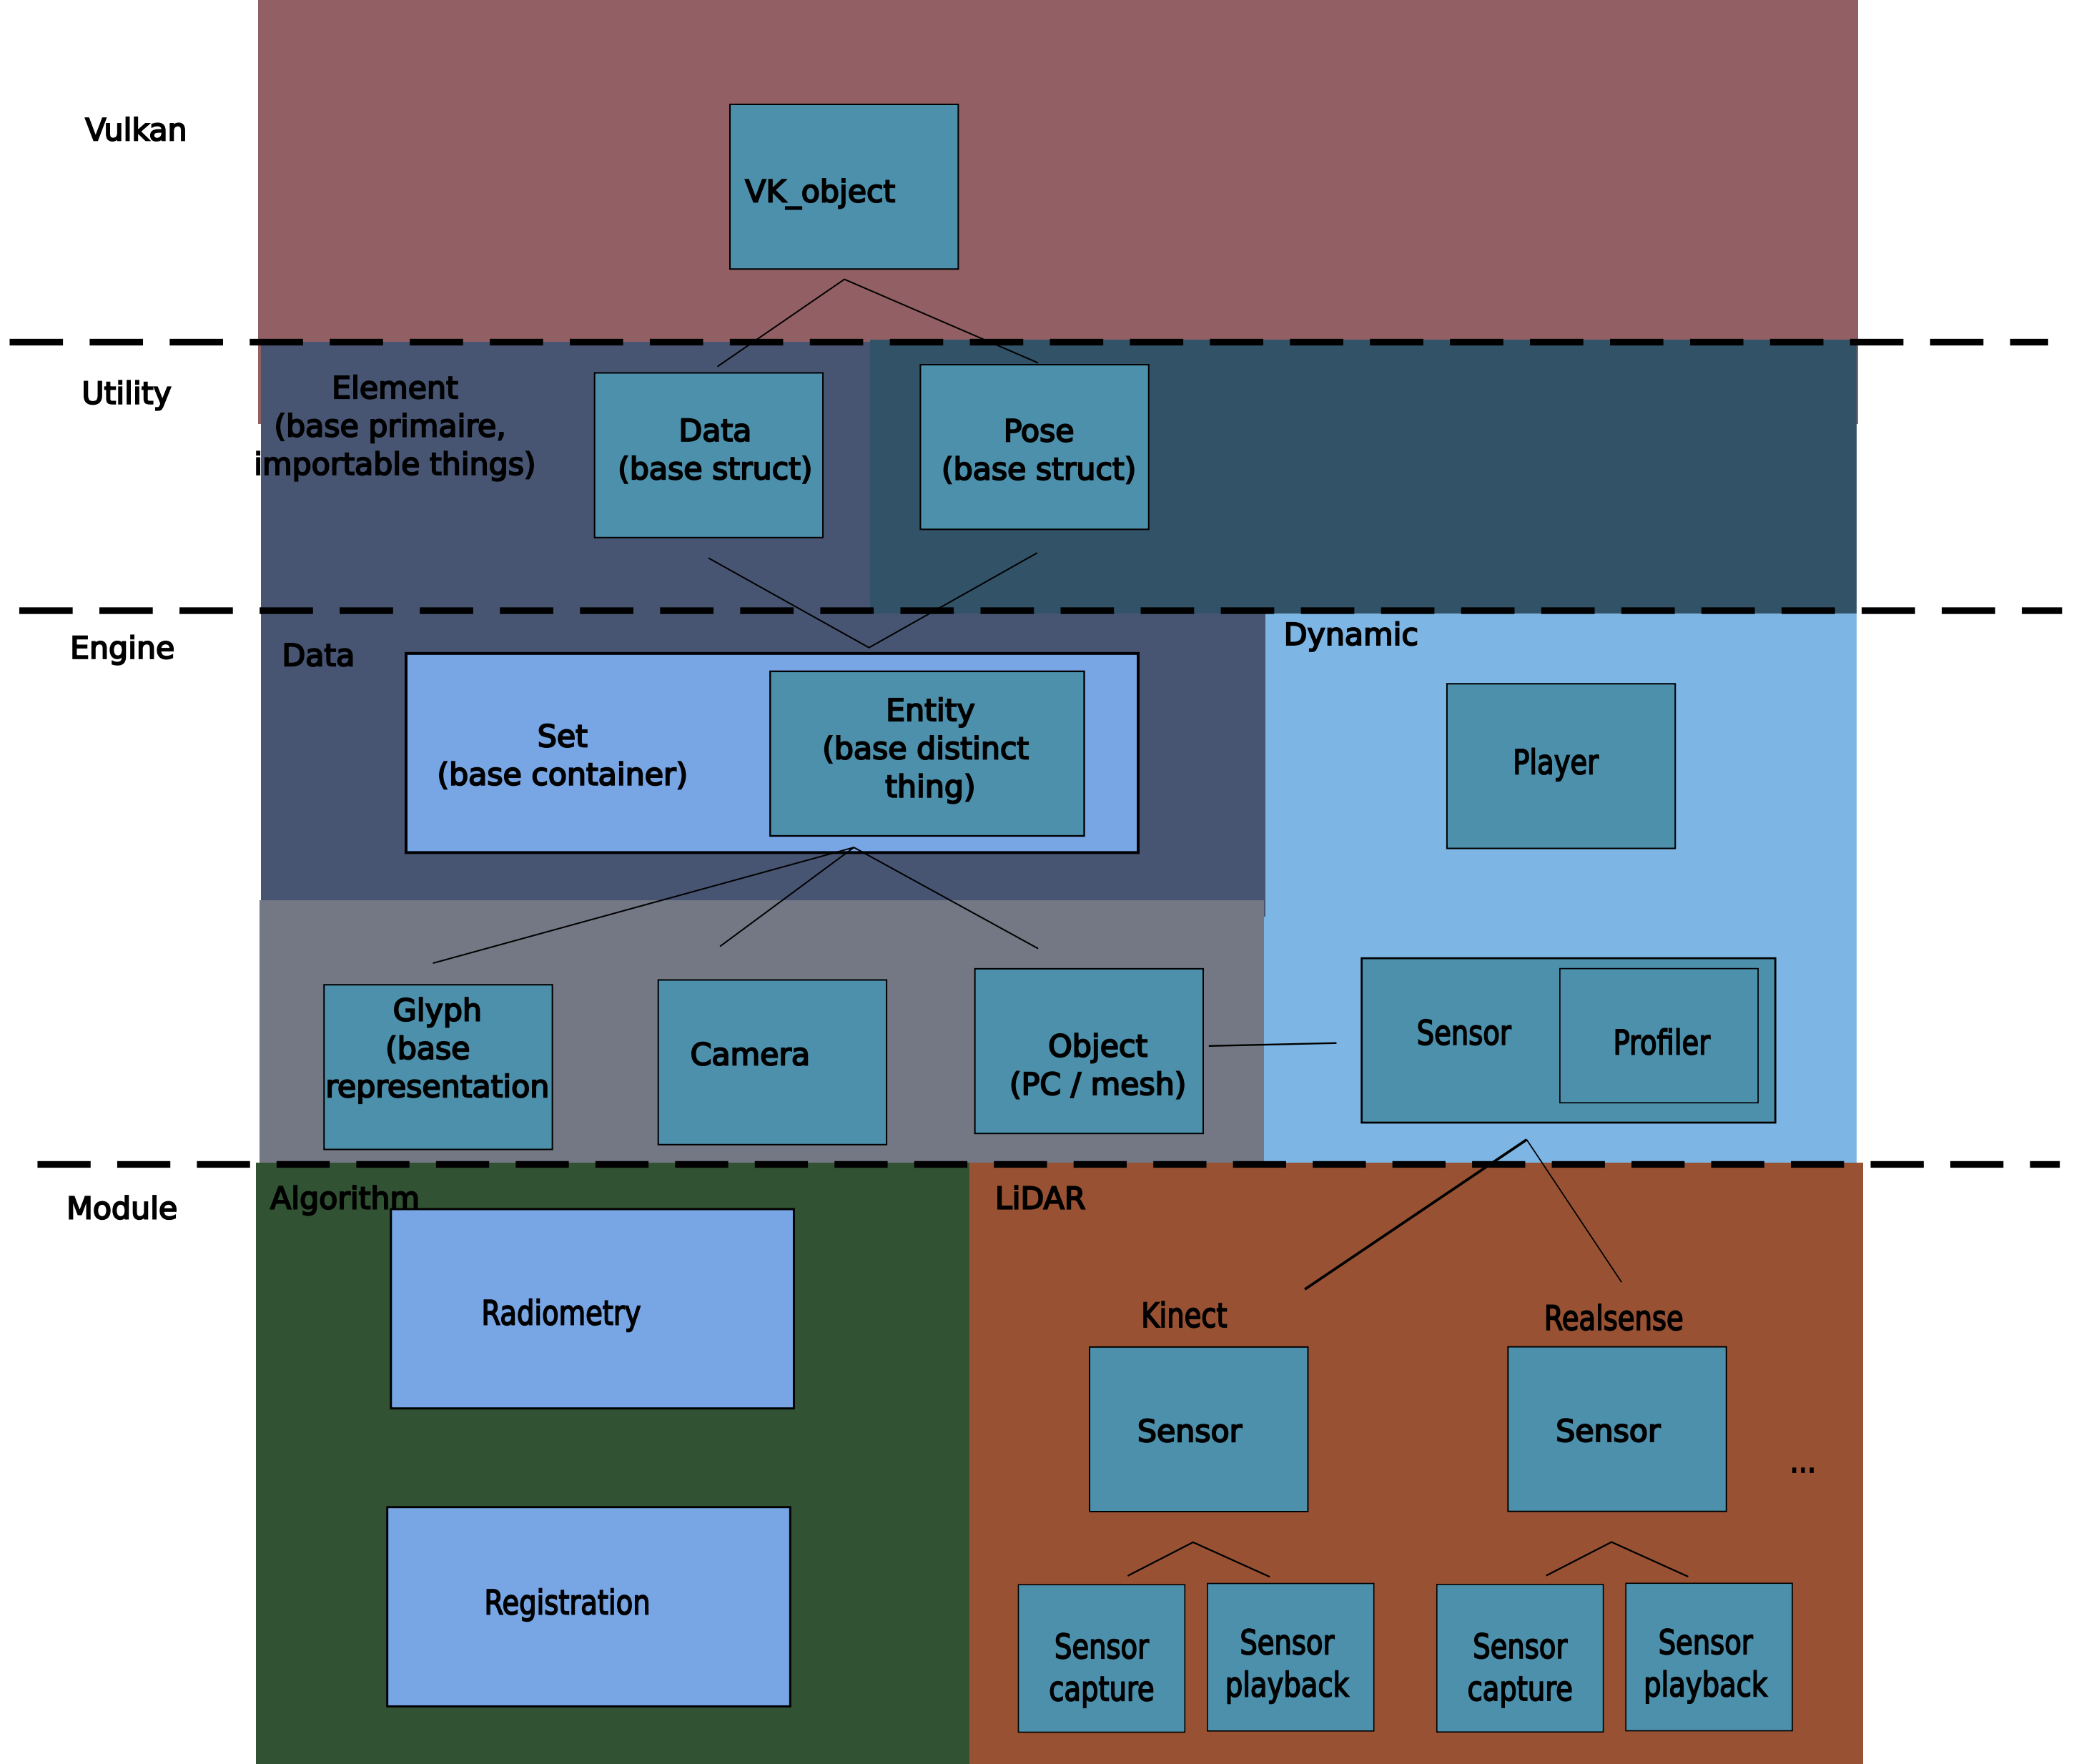 Vulkan
VK_object
Utility
Element
(base primaire,
importable things)
Data
(base struct)
Pose
(base struct)
Engine
Data
Dynamic
Set
(base container)
Entity
(base distinct
thing)
Player
Glyph
(base
representation
Camera
Object
(PC / mesh)
Sensor
Profiler
Module
Algorithm
LiDAR
Radiometry
Kinect
Realsense
Sensor
Sensor
...
Registration
Sensor
capture
Sensor
playback
Sensor
capture
Sensor
playback